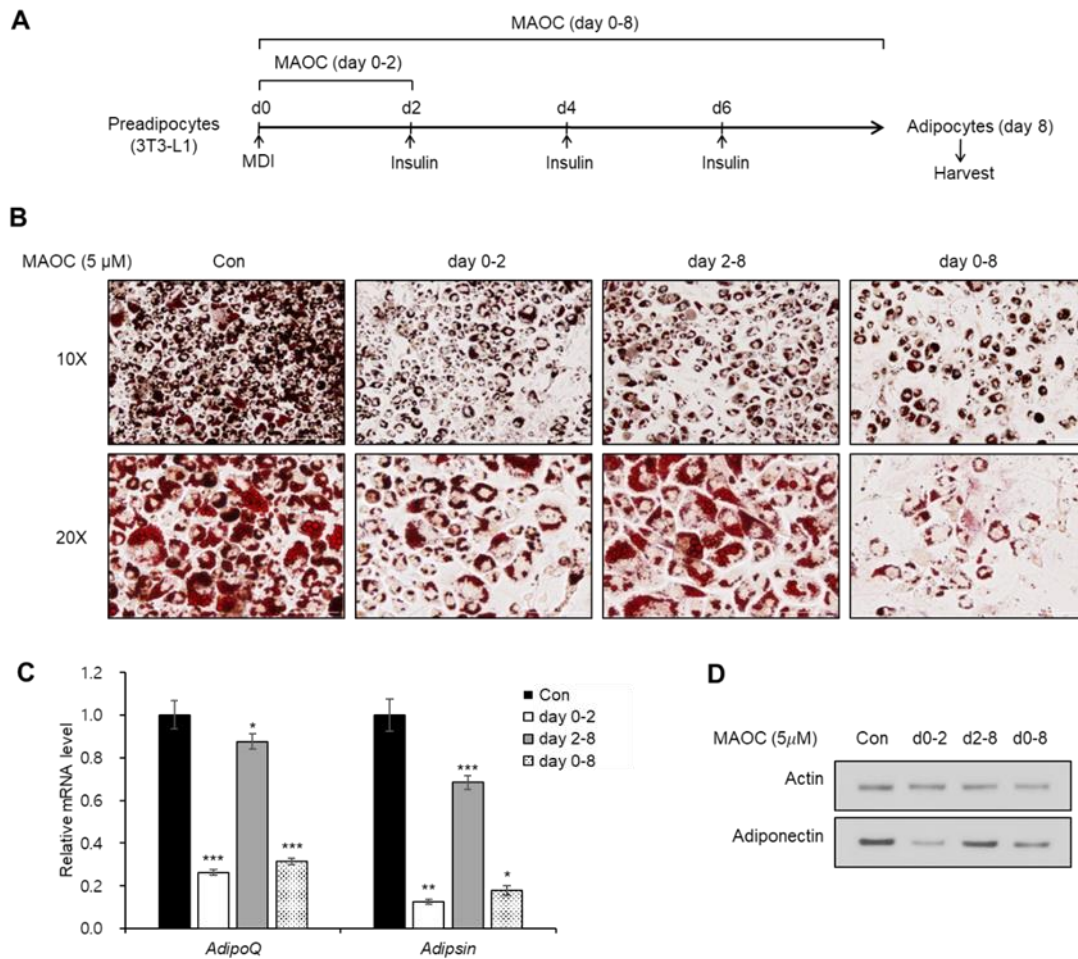 A
MAOC (day 0-8)
MAOC (day 0-2)
d0 d2 d4 d6
Preadipocytes
(3T3-L1)
Adipocytes (day 8)
MDI Insulin Insulin Insulin
Harvest
B
MAOC (5 µM) Con day 0-2 day 2-8 day 0-8
10X
20X
C
Relative mRNA level
1.2
1.0
0.8
0.6
0.4
0.2
0.0
*** * *** ** *** *
AdipoQ Adipsin
Con
day 0-2
day 2-8
day 0-8
D
MAOC (5µM) Con d0-2 d2-8 d0-8
Actin
Adiponectin